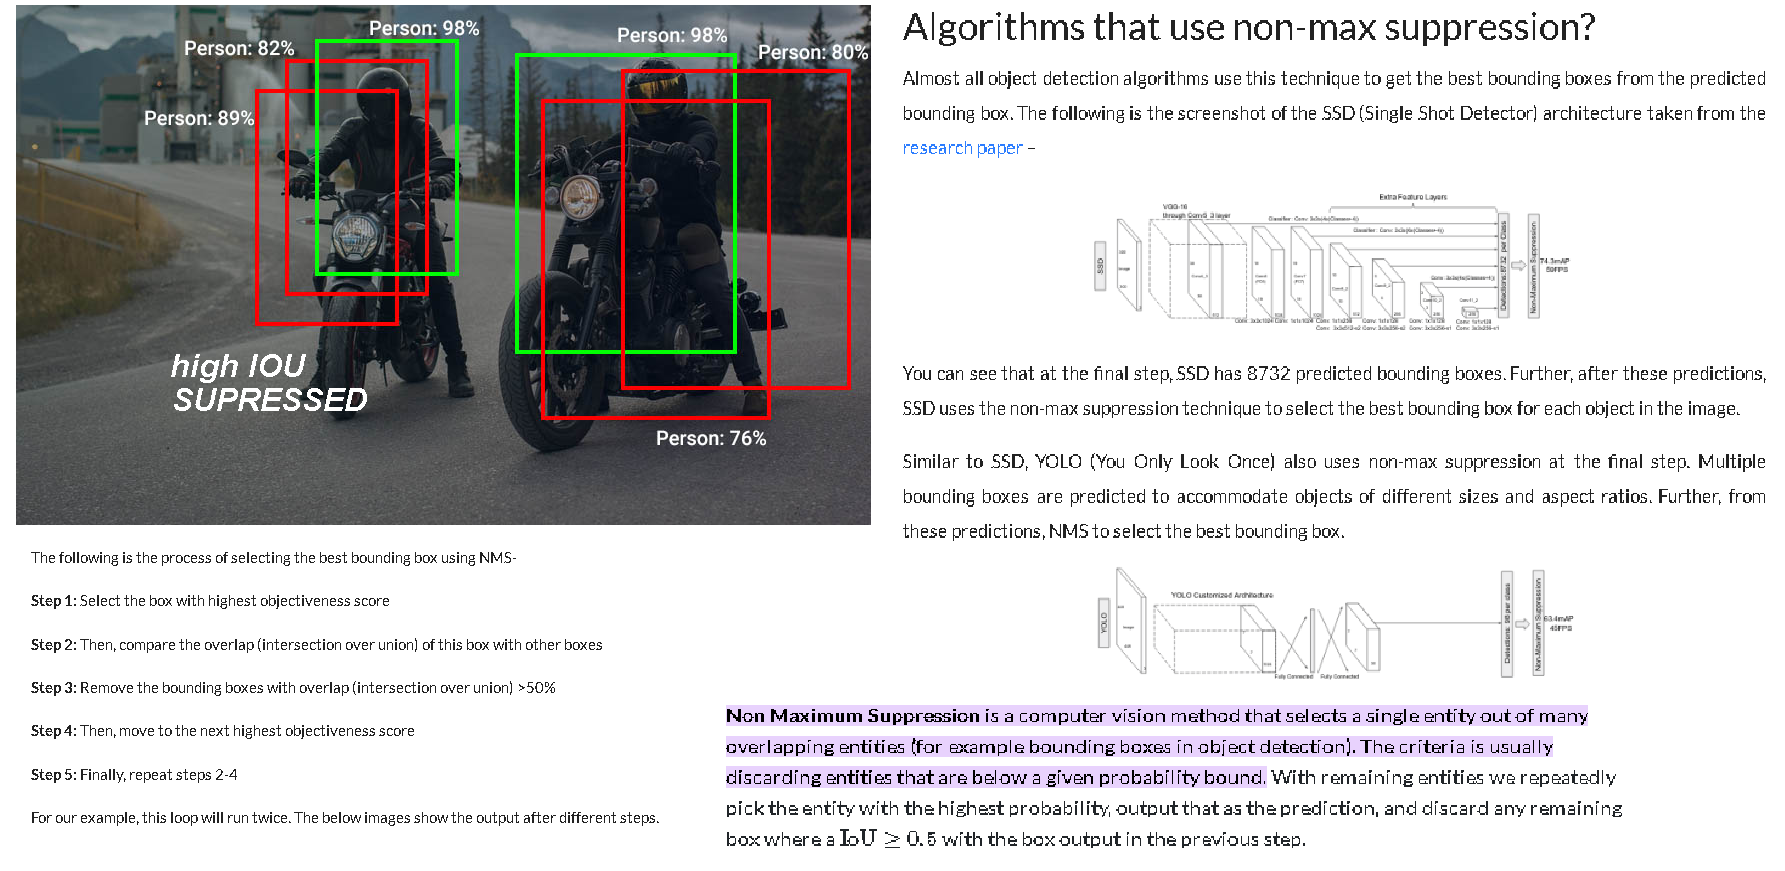 Person: 82%
Person: 98%
Person: 89%
Person: 98%
Person: 80%
high IOU
SUPRESSED
Person: 76%
The following is the process of selecting the best bounding box using NMS-
Step 1: Select the box with highest objectiveness score
Step 2: Then, compare the overlap (intersection over union) of this box with other boxes
Step 3: Remove the bounding boxes with overlap (intersection over union) >50%
Step 4: Then, move to the next highest objectiveness score
Step 5: Finally, repeat steps 2-4
For our example, this loop will run twice. The below images show the output after different steps.
Algorithms that use non-max suppression?
Almost all object detection algorithms use this technique to get the best bounding boxes from the predicted
bounding box. The following is the screenshot of the SSD (Single Shot Detector) architecture taken from the
research paper –
Extra Feature Layers
VGG-16
through Conv5_3 layer
SSD
Image
Detections: 8732 per Class
Non-Maximum Suppression
74.3mAP
59FPS
You can see that at the final step, SSD has 8732 predicted bounding boxes. Further, after these predictions,
SSD uses the non-max suppression technique to select the best bounding box for each object in the image.
Similar to SSD, YOLO (You Only Look Once) also uses non-max suppression at the final step. Multiple
bounding boxes are predicted to accommodate objects of different sizes and aspect ratios. Further, from
these predictions, NMS to select the best bounding box.
YOLO Customized Architecture
YOLO
Fully Connected
Fully Connected
Detections: 98 per class
Non-Maximum Suppression
63.4mAP
45FPS
Non Maximum Suppression is a computer vision method that selects a single entity out of many
overlapping entities (for example bounding boxes in object detection). The criteria is usually
discarding entities that are below a given probability bound. With remaining entities we repeatedly
pick the entity with the highest probability, output that as the prediction, and discard any remaining
box where a IoU ≥ 0.5 with the box output in the previous step.